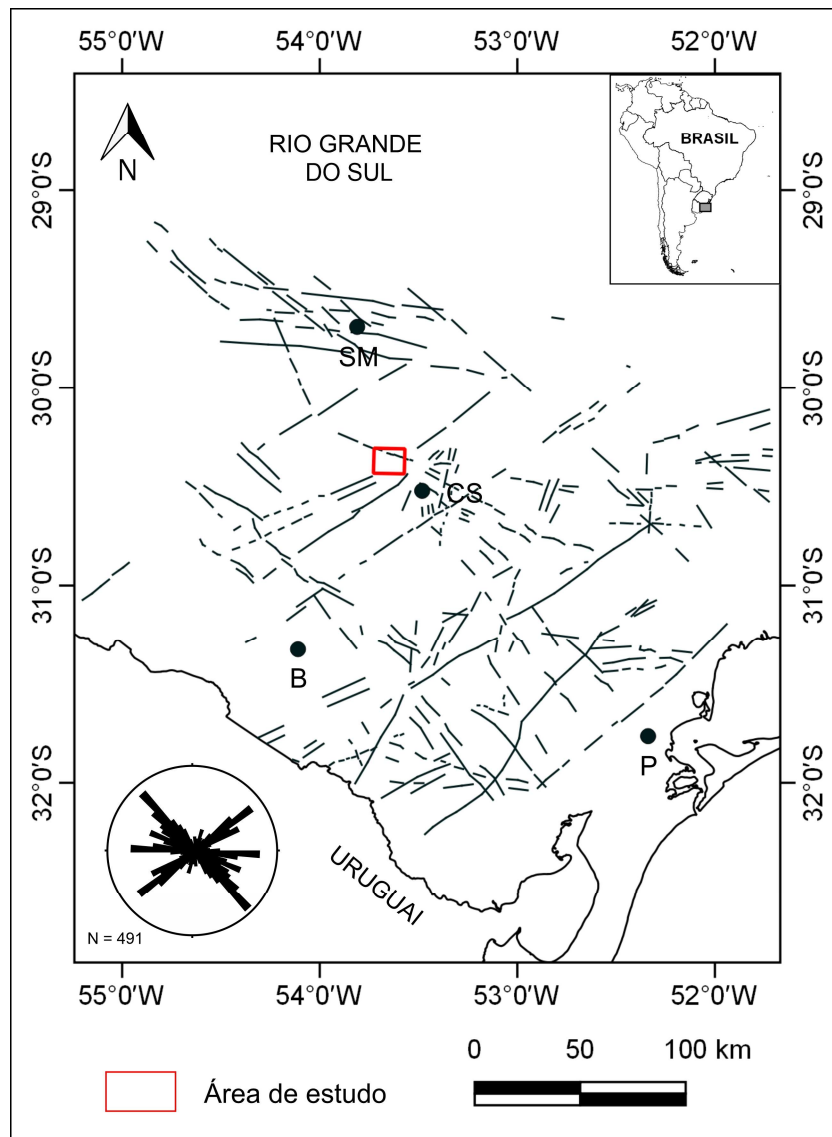 55°0'W 54°0'W 53°0'W 52°0'W
29°0'S 29°0'S
30°0'S 30°0'S
31°0'S 31°0'S
32°0'S 32°0'S
N
RIO GRANDE
DO SUL
BRASIL
SM
CS
B
P
URUGUAI
N = 491
55°0'W 54°0'W 53°0'W 52°0'W
0 50 100 km
Área de estudo